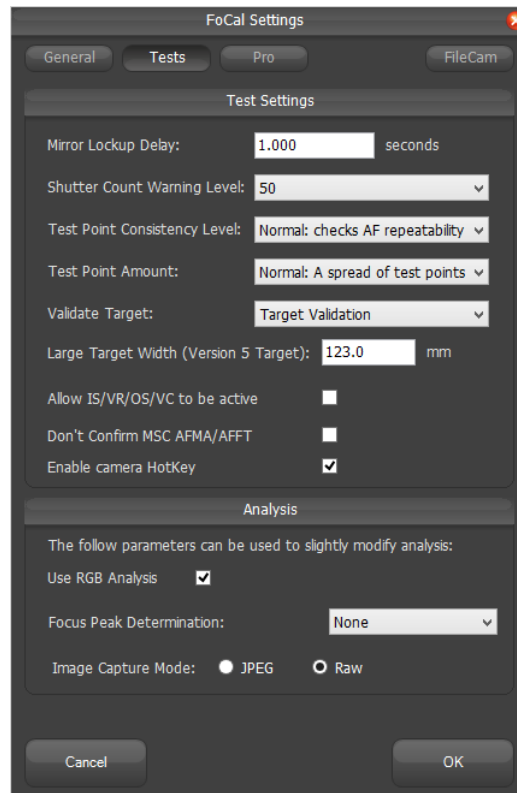 FoCal Settings
General Tests Pro FileCam
Test Settings
Mirror Lockup Delay: 1.000 seconds
Shutter Count Warning Level: 50
Test Point Consistency Level: Normal: checks AF repeatability
Test Point Amount: Normal: A spread of test points
Validate Target: Target Validation
Large Target Width (Version 5 Target): 123.0 mm
Allow IS/VR/OS/VC to be active
Don't Confirm MSC AFMA/AFFT
Enable camera HotKey
Analysis
The follow parameters can be used to slightly modify analysis:
Use RGB Analysis
Focus Peak Determination: None
Image Capture Mode: JPEG Raw
Cancel OK